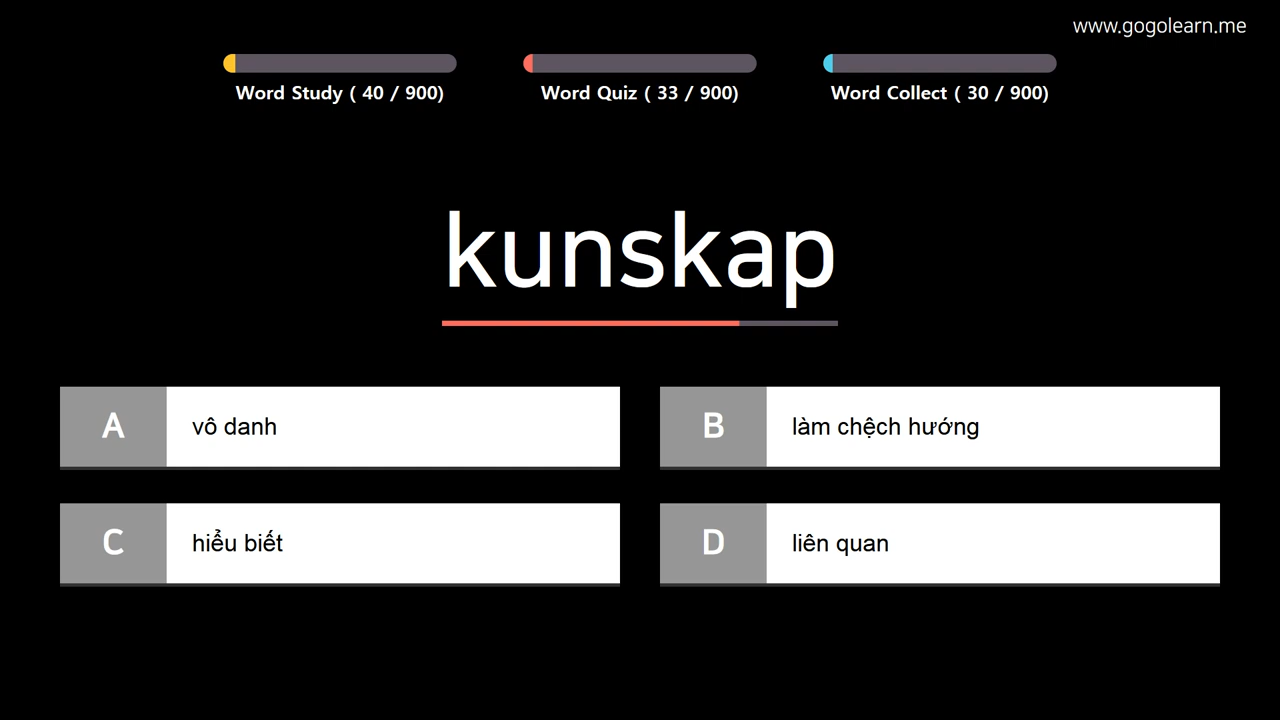 www.gogolearn.me
Word Study ( 40 / 900)
Word Quiz ( 33 / 900)
Word Collect ( 30 / 900)
kunskap
A
vô danh
B
làm chệch hướng
C
hiểu biết
D
liên quan